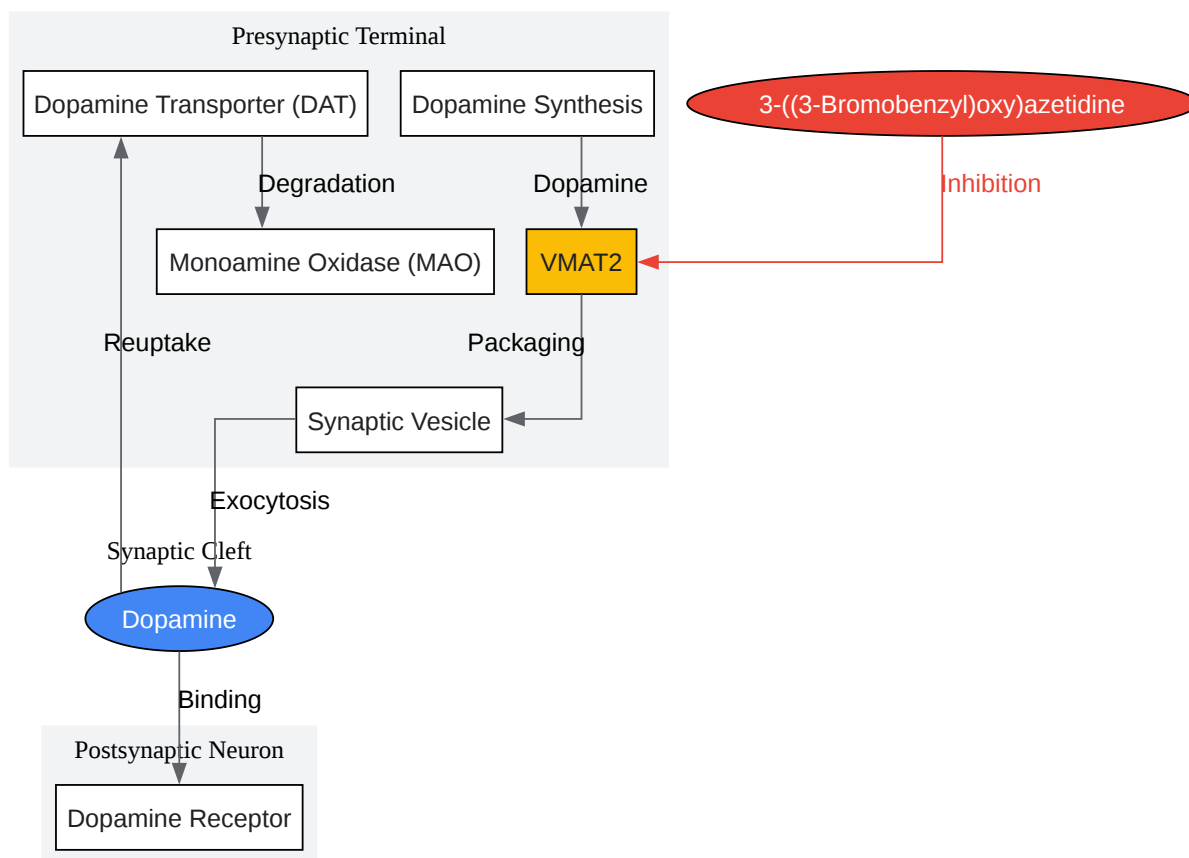 Presynaptic Terminal
Dopamine Transporter (DAT)
Dopamine Synthesis
3-((3-Bromobenzyl)oxy)azetidine
Degradation
Dopamine
Inhibition
Monoamine Oxidase (MAO)
VMAT2
Reuptake
Packaging
Synaptic Vesicle
Exocytosis
Synaptic Cleft
Dopamine
Binding
Postsynaptic Neuron
Dopamine Receptor